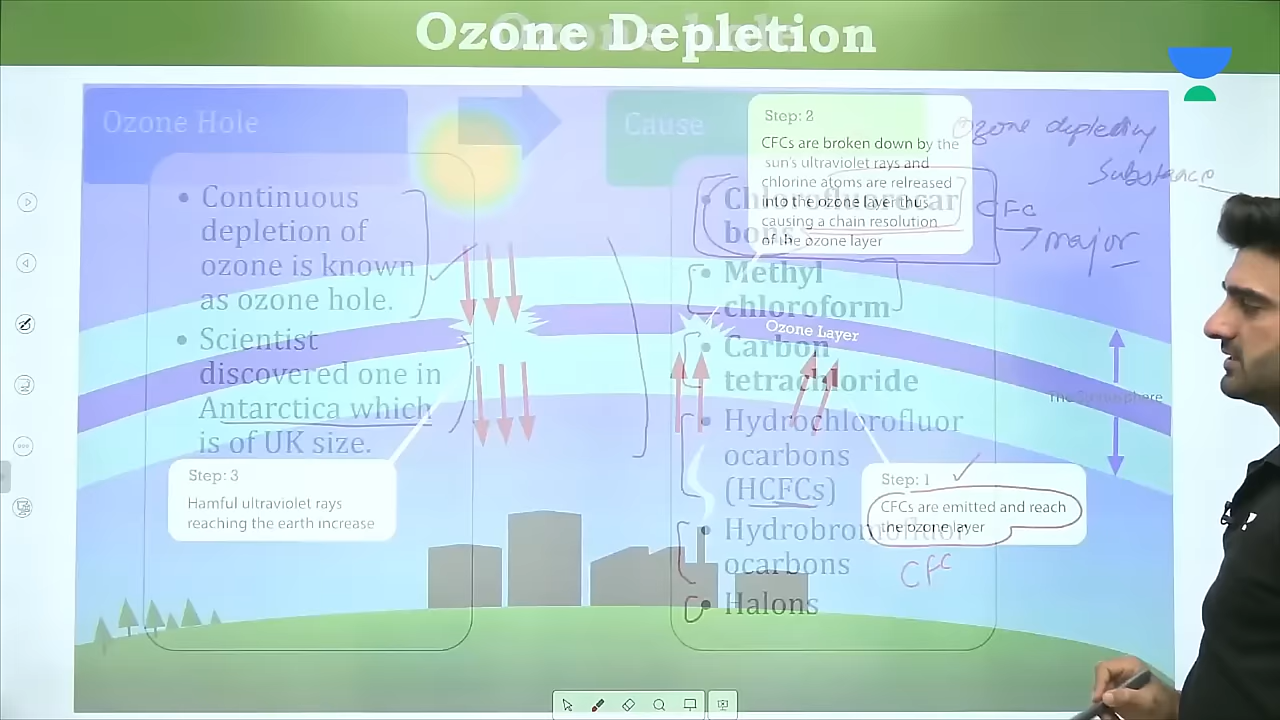 Ozone Depletion
Ozone Hole
Cause
• Continuous
depletion of
ozone is known
as ozone hole.
• Scientist
discovered one in
Antarctica which
is of UK size.
Step: 3
Hamful ultraviolet rays
reaching the earth increase
Step: 2
CFCs are broken down by the
sun's ultraviolet rays and
chlorine atoms are relreased
into the ozone layer thus
causing a chain resolution
of the ozone layer
• Chlorofluorocar
bons
• Methyl
chloroform
Ozone Layer
• Carbon
tetrachloride
• Hydrochlorofluor
ocarbons
(HCFCs)
• Hydrobromofluor
ocarbons
• Halons
Ozone depleting
Substance
CFC
major
Step: 1
CFCs are emitted and reach
the ozone layer
CFC